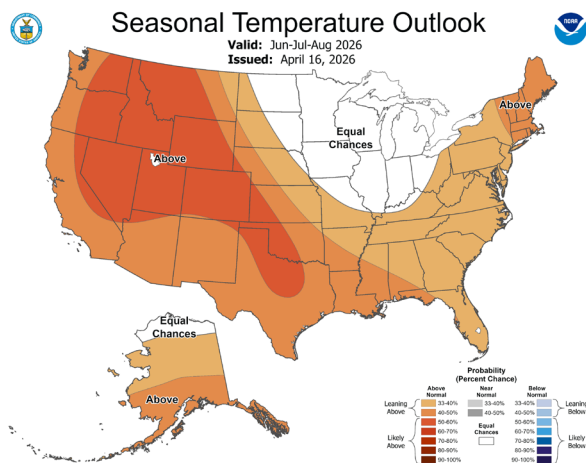 Seasonal Temperature Outlook
Valid: Jun-Jul-Aug 2026
Issued: April 16, 2026
NOAA
Above
Equal
Chances
Above
Equal
Chances
Above
Probability
(Percent Chance)
Above Near Below
Normal Normal Normal
Leaning
Above
33-40% 33-40% 33-40%
40-50% 40-50% 40-50%
Leaning
Below
Likely
Above
50-60% Equal 50-60%
60-70% Chances 60-70%
70-80% 70-80%
80-90% 80-90%
90-100% 90-100%
Likely
Below